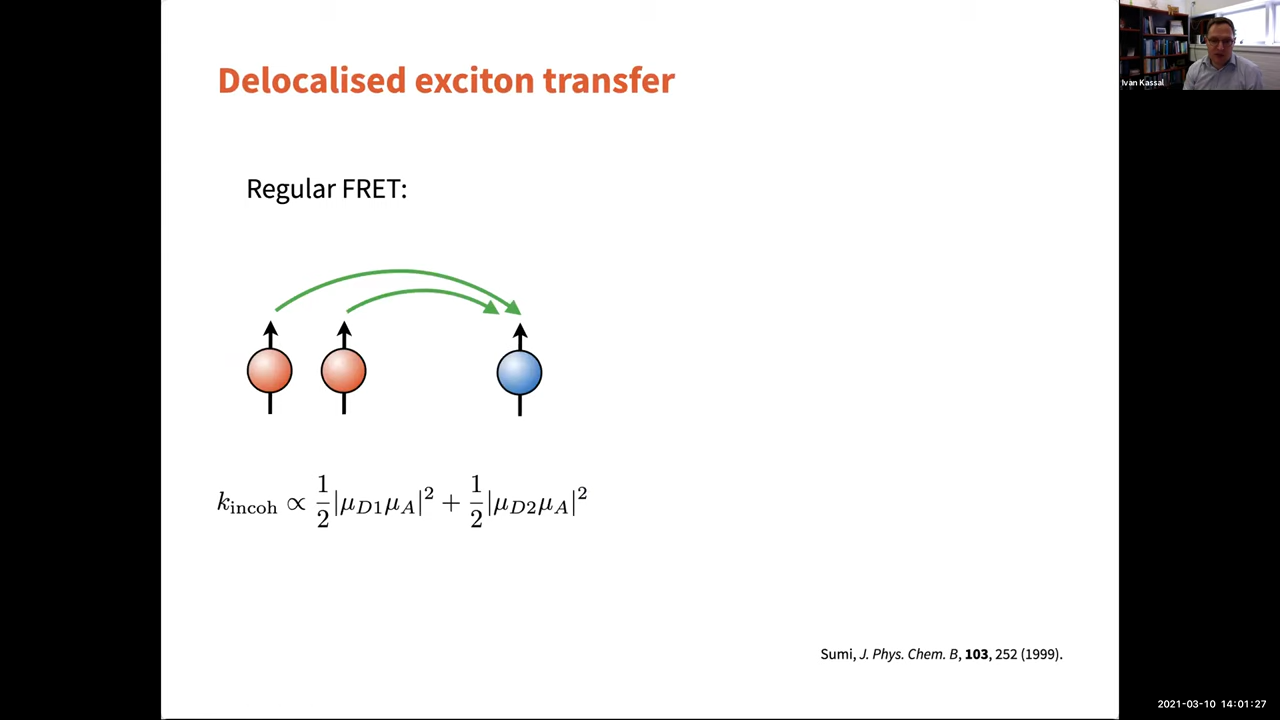 Delocalised exciton transfer
Ivan Kassal
Regular FRET:
k_incoh ∝ 1/2|μ_D1 μ_A|² + 1/2|μ_D2 μ_A|²
Sumi, J. Phys. Chem. B, 103, 252 (1999).
2021-03-10 14:01:27